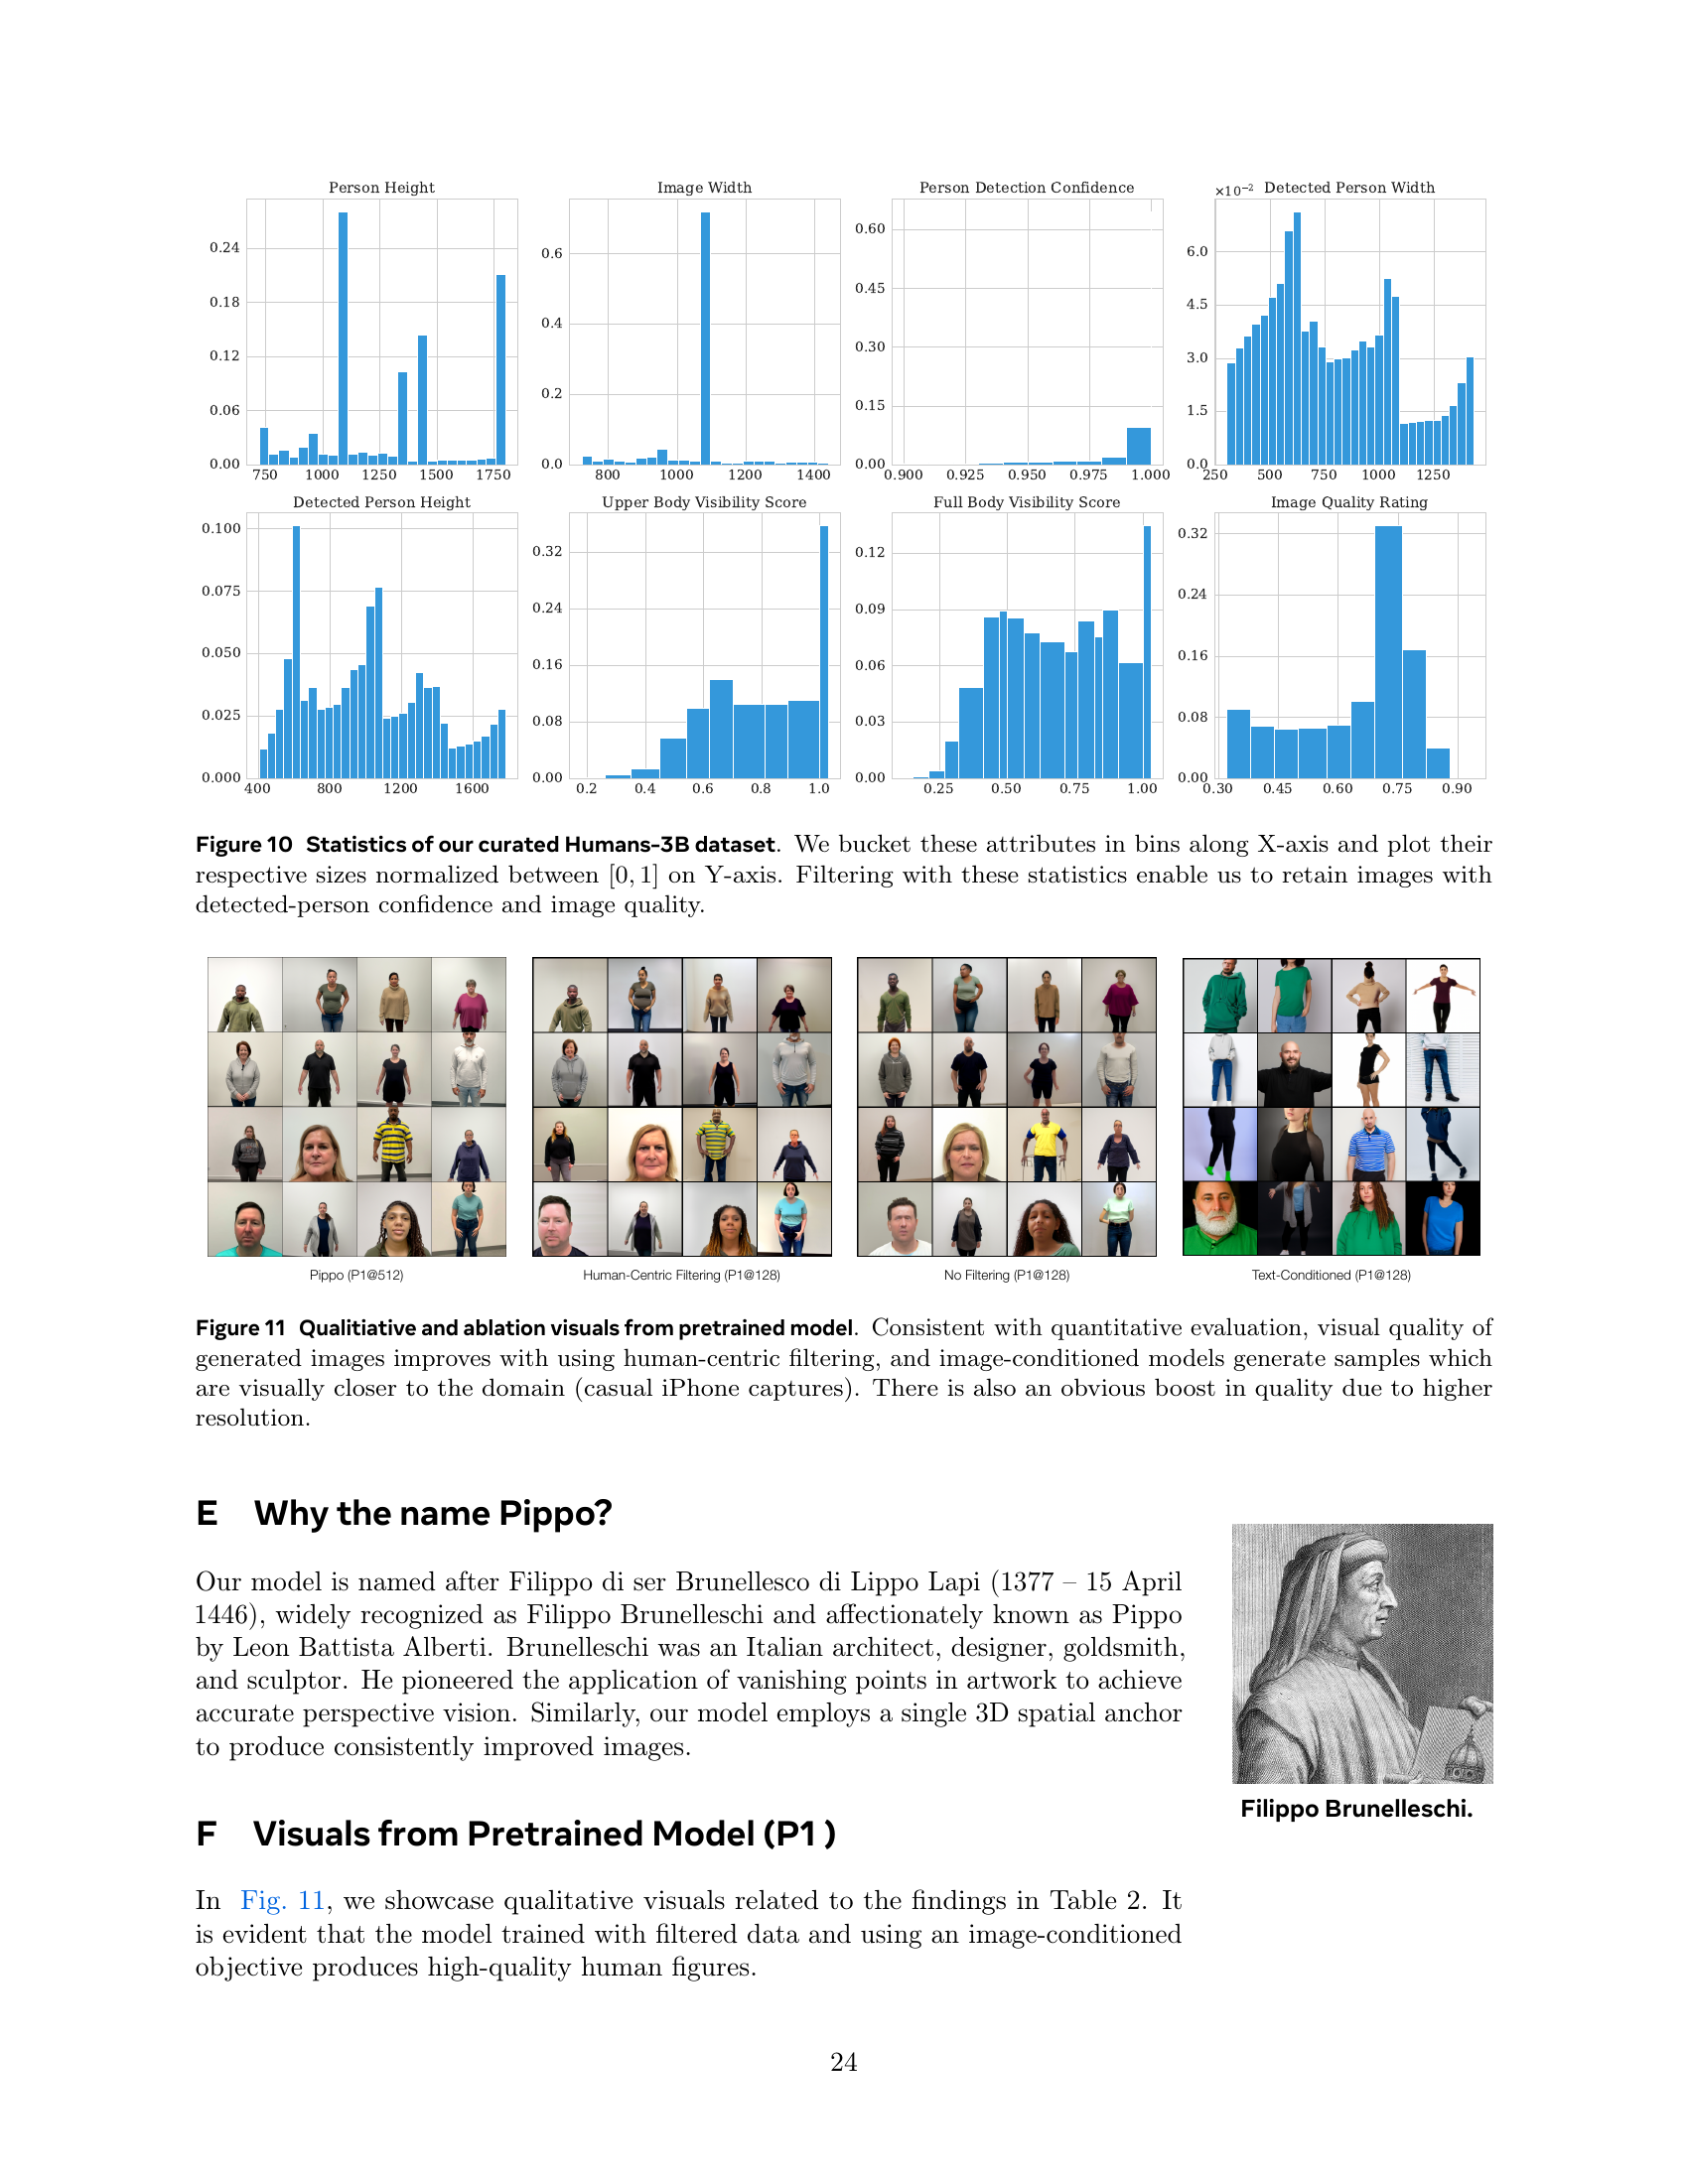 Person Height
Image Width
Person Detection Confidence
×10⁻² Detected Person Width
0.24
0.18
0.12
0.06
0.00
750 1000 1250 1500 1750
0.6
0.4
0.2
0.0
800 1000 1200 1400
0.60
0.45
0.30
0.15
0.00
0.900 0.925 0.950 0.975 1.000
6.0
4.5
3.0
1.5
0.0
250 500 750 1000 1250
Detected Person Height
Upper Body Visibility Score
Full Body Visibility Score
Image Quality Rating
0.100
0.075
0.050
0.025
0.000
400 800 1200 1600
0.32
0.24
0.16
0.08
0.00
0.2 0.4 0.6 0.8 1.0
0.12
0.09
0.06
0.03
0.00
0.25 0.50 0.75 1.00
0.32
0.24
0.16
0.08
0.00
0.30 0.45 0.60 0.75 0.90
Figure 10 Statistics of our curated Humans-3B dataset. We bucket these attributes in bins along X-axis and plot their
respective sizes normalized between [0, 1] on Y-axis. Filtering with these statistics enable us to retain images with
detected-person confidence and image quality.
Pippo (P1@512)
Human-Centric Filtering (P1@128)
No Filtering (P1@128)
Text-Conditioned (P1@128)
Figure 11 Qualitiative and ablation visuals from pretrained model. Consistent with quantitative evaluation, visual quality of
generated images improves with using human-centric filtering, and image-conditioned models generate samples which
are visually closer to the domain (casual iPhone captures). There is also an obvious boost in quality due to higher
resolution.
E Why the name Pippo?
Our model is named after Filippo di ser Brunellesco di Lippo Lapi (1377 – 15 April
1446), widely recognized as Filippo Brunelleschi and affectionately known as Pippo
by Leon Battista Alberti. Brunelleschi was an Italian architect, designer, goldsmith,
and sculptor. He pioneered the application of vanishing points in artwork to achieve
accurate perspective vision. Similarly, our model employs a single 3D spatial anchor
to produce consistently improved images.
Filippo Brunelleschi.
F Visuals from Pretrained Model (P1 )
In Fig. 11, we showcase qualitative visuals related to the findings in Table 2. It
is evident that the model trained with filtered data and using an image-conditioned
objective produces high-quality human figures.
24